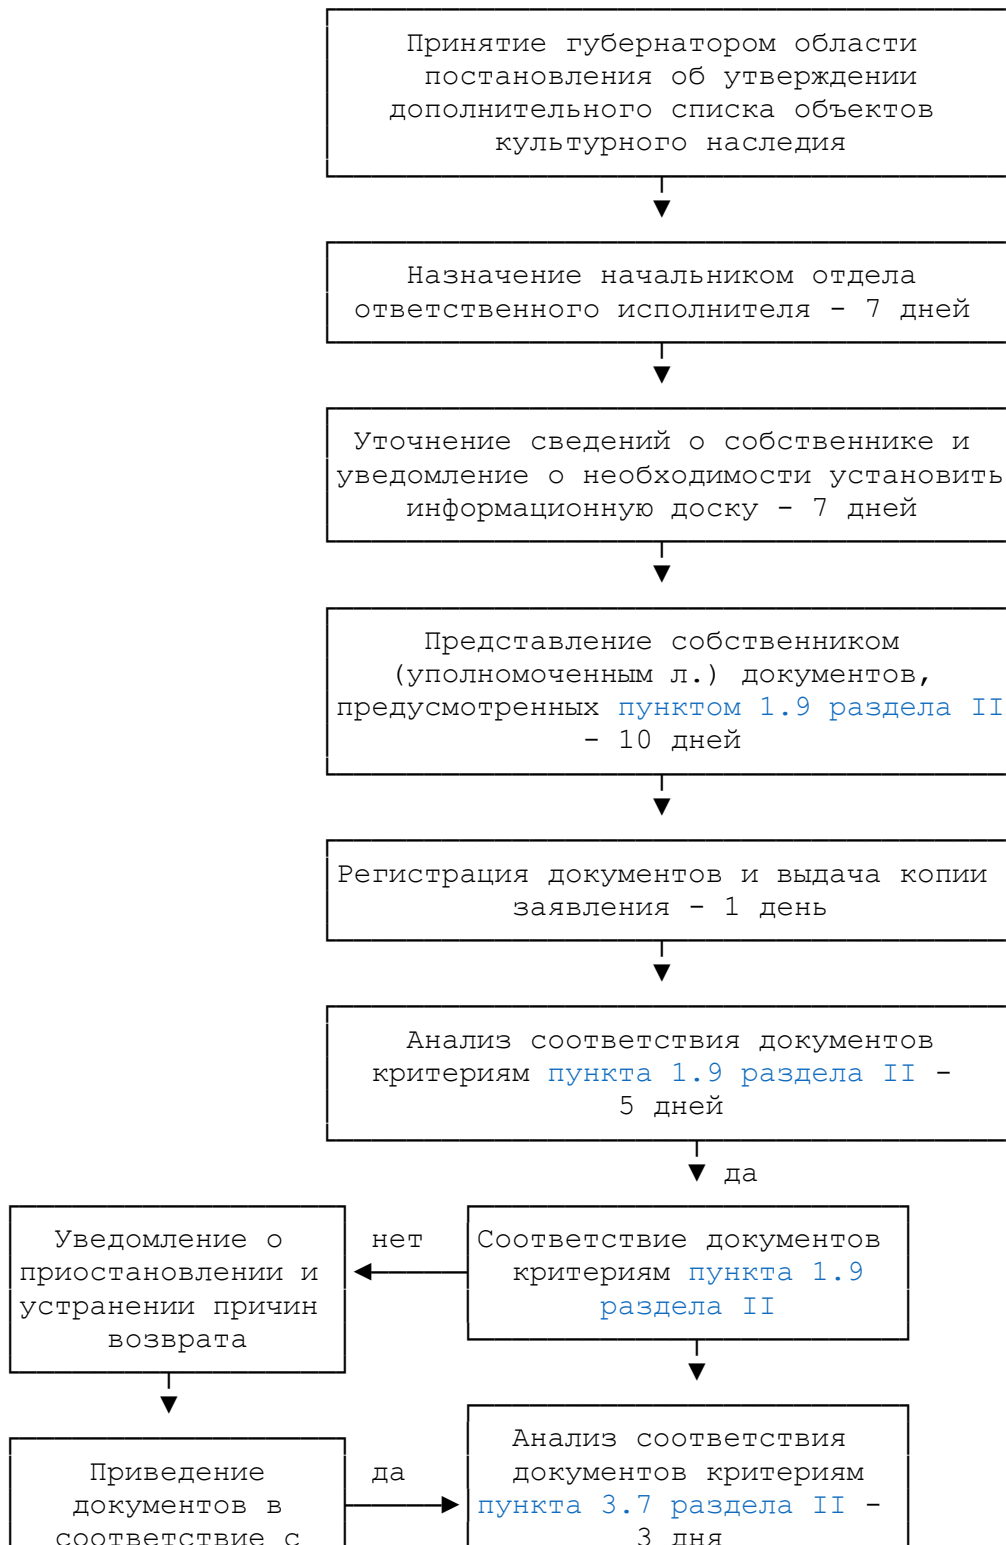 Принятие губернатором области
постановления об утверждении
дополнительного списка объектов
культурного наследия
Назначение начальником отдела
ответственного исполнителя - 7 дней
Уточнение сведений о собственнике и
уведомление о необходимости установить
информационную доску - 7 дней
Представление собственником
(уполномоченным л.) документов,
предусмотренных пунктом 1.9 раздела II
- 10 дней
Регистрация документов и выдача копии
заявления - 1 день
Анализ соответствия документов
критериям пункта 1.9 раздела II -
5 дней
да
Уведомление о
приостановлении и
устранении причин
возврата
нет
Соответствие документов
критериям пункта 1.9
раздела II
Приведение
документов в
соответствие с
да
Анализ соответствия
документов критериям
пункта 3.7 раздела II -
3 дня